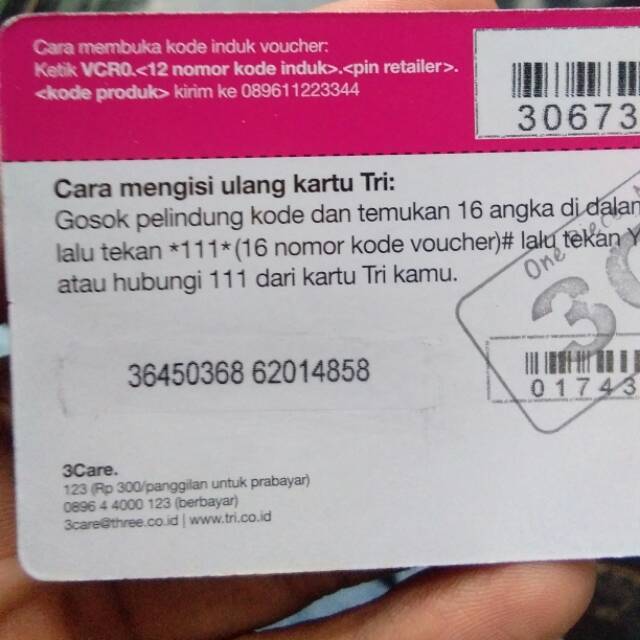 Cara membuka kode induk voucher:
Ketik VCR0.<12 nomor kode induk>.<pin retailer>.
<kode produk> kirim ke 089611223344
30673
Cara mengisi ulang kartu Tri:
Gosok pelindung kode dan temukan 16 angka di dalam
lalu tekan *111*(16 nomor kode voucher)# lalu tekan
atau hubungi 111 dari kartu Tri kamu.
One
3
36450368 62014858
01743
3Care.
123 (Rp 300/panggilan untuk prabayar)
0896 4 4000 123 (berbayar)
3care@three.co.id | www.tri.co.id